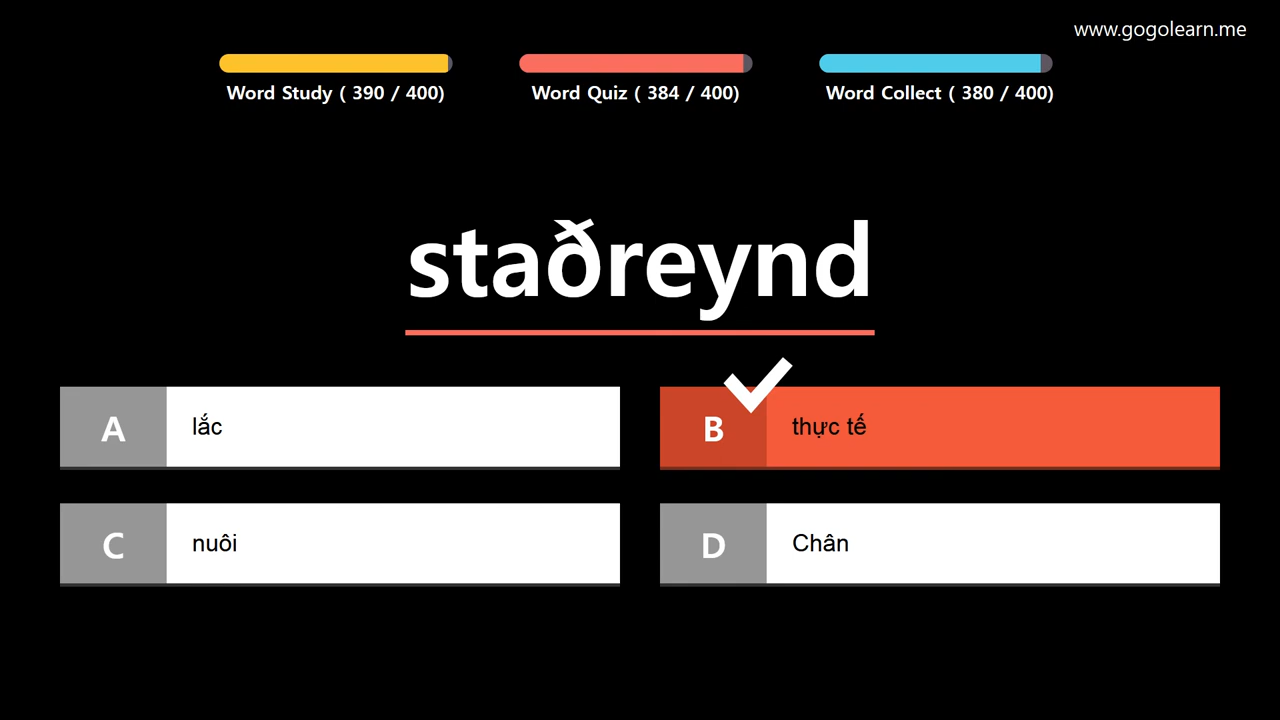 www.gogolearn.me
Word Study ( 390 / 400)
Word Quiz ( 384 / 400)
Word Collect ( 380 / 400)
staðreynd
A lắc
B thực tế
C nuôi
D Chân